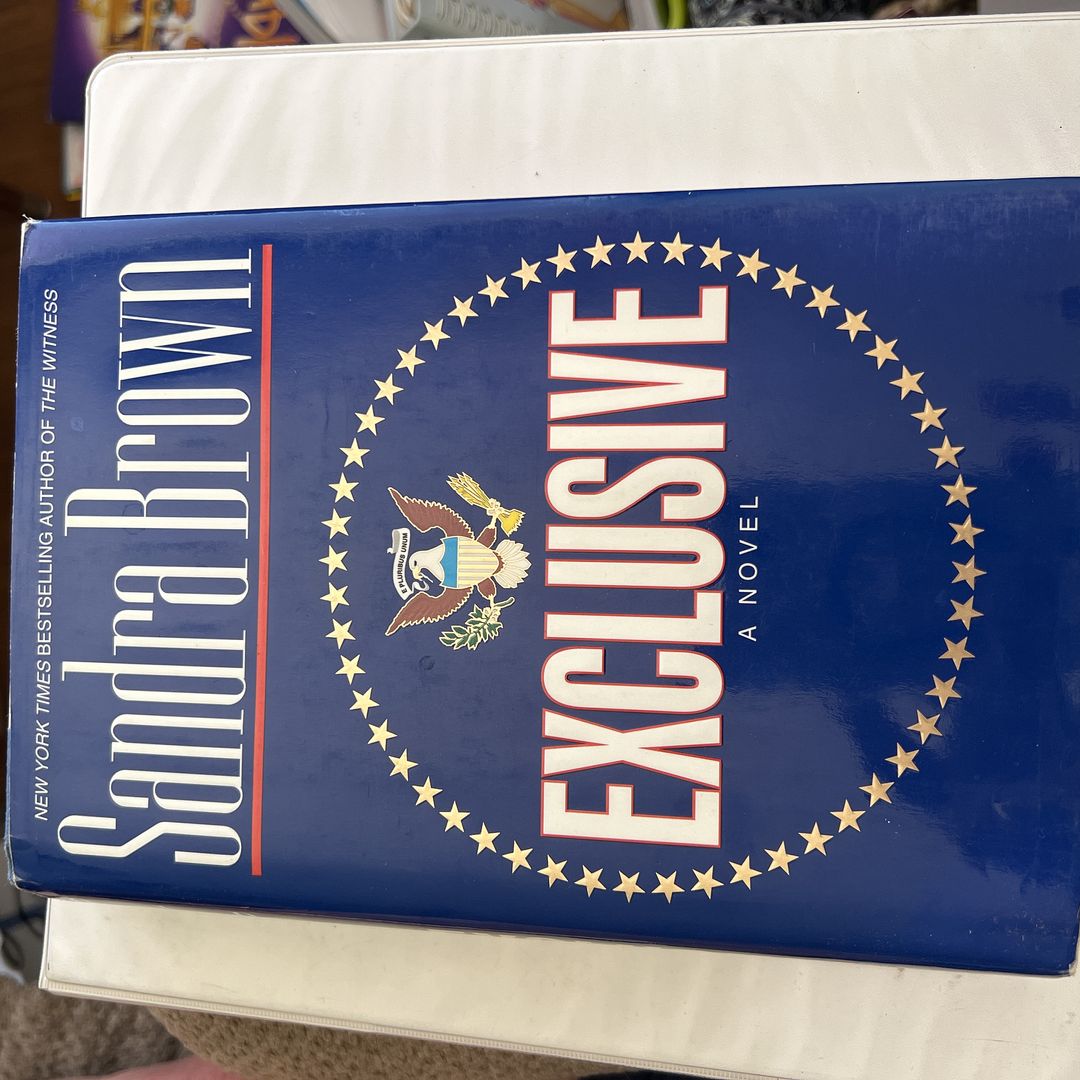 NEW YORK TIMES BESTSELLING AUTHOR OF THE WITNESS
Sandra Brown
E PLURIBUS UNUM
EXCLUSIVE
A NOVEL